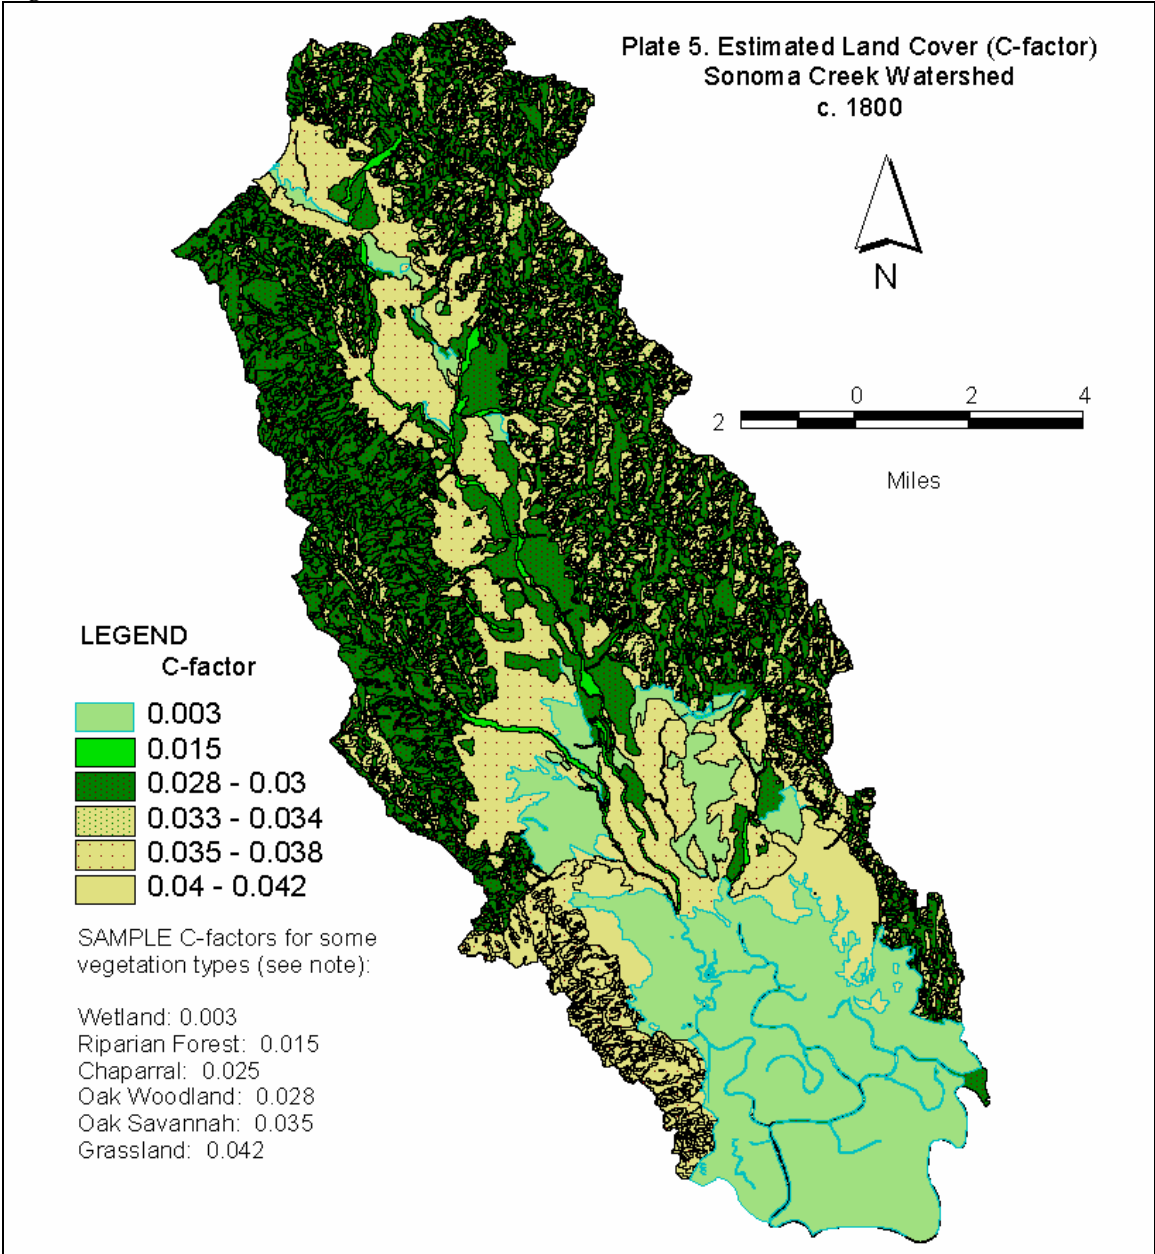 Plate 5. Estimated Land Cover (C-factor)
Sonoma Creek Watershed
c. 1800
N
0 2 4
2
Miles
LEGEND
C-factor
0.003
0.015
0.028 - 0.03
0.033 - 0.034
0.035 - 0.038
0.04 - 0.042
SAMPLE C-factors for some
vegetation types (see note):
Wetland: 0.003
Riparian Forest: 0.015
Chaparral: 0.025
Oak Woodland: 0.028
Oak Savannah: 0.035
Grassland: 0.042